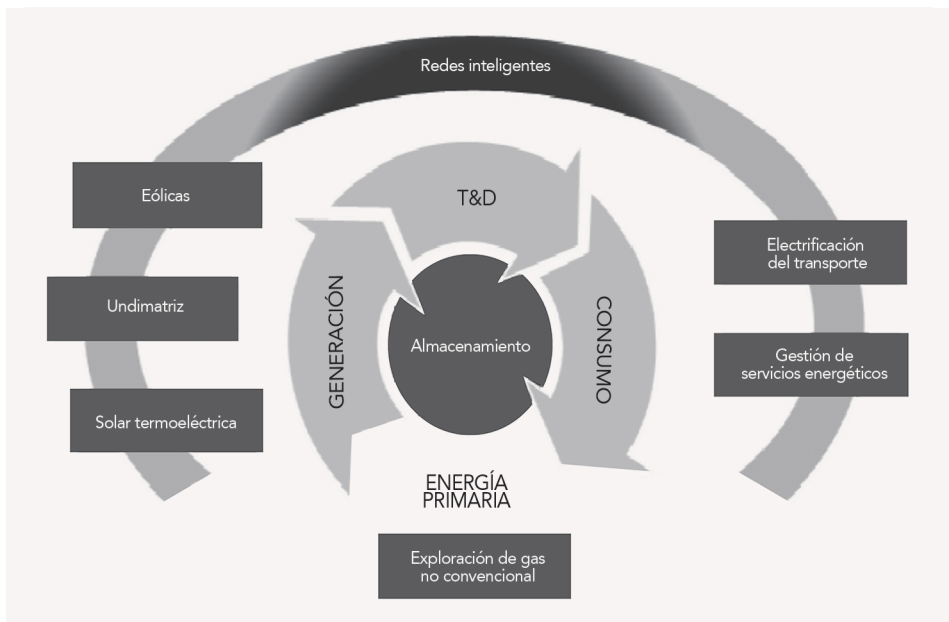 Redes inteligentes
Eólicas
T&D
Electrificación
del transporte
Undimatriz
GENERACIÓN
Almacenamiento
CONSUMO
Gestión de
servicios energéticos
Solar termoeléctrica
ENERGÍA
PRIMARIA
Exploración de gas
no convencional